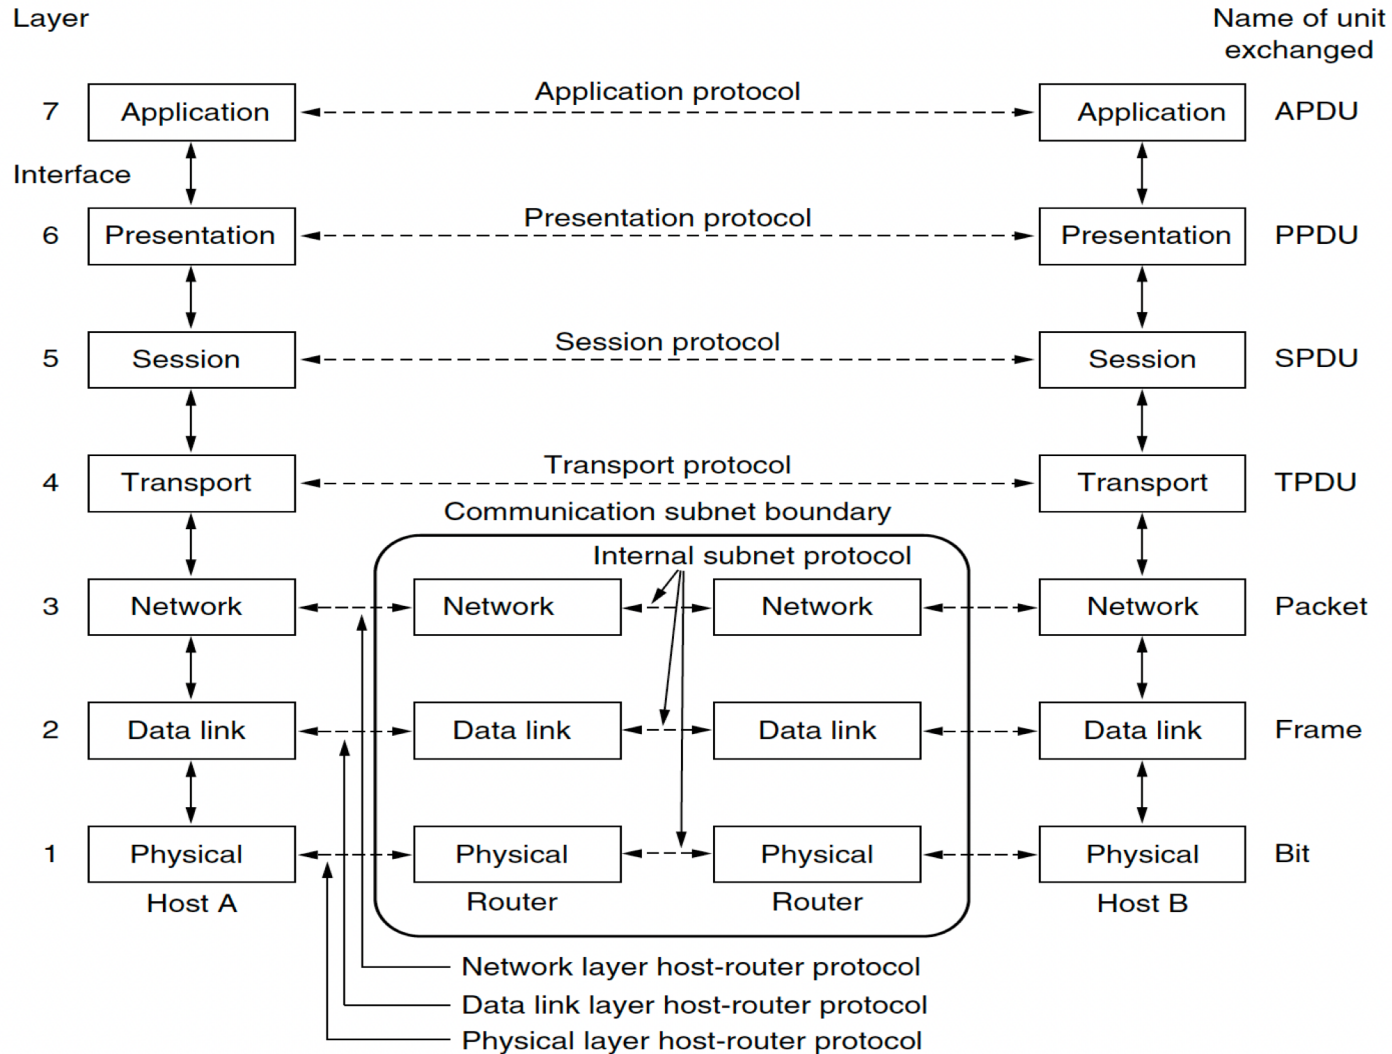 Layer
Name of unit
exchanged
7
Application
Application protocol
Application
APDU
Interface
6
Presentation
Presentation protocol
Presentation
PPDU
5
Session
Session protocol
Session
SPDU
4
Transport
Transport protocol
Transport
TPDU
Communication subnet boundary
Internal subnet protocol
3
Network
Network
Network
Network
Packet
2
Data link
Data link
Data link
Data link
Frame
1
Physical
Physical
Physical
Physical
Bit
Host A
Router
Router
Host B
Network layer host-router protocol
Data link layer host-router protocol
Physical layer host-router protocol